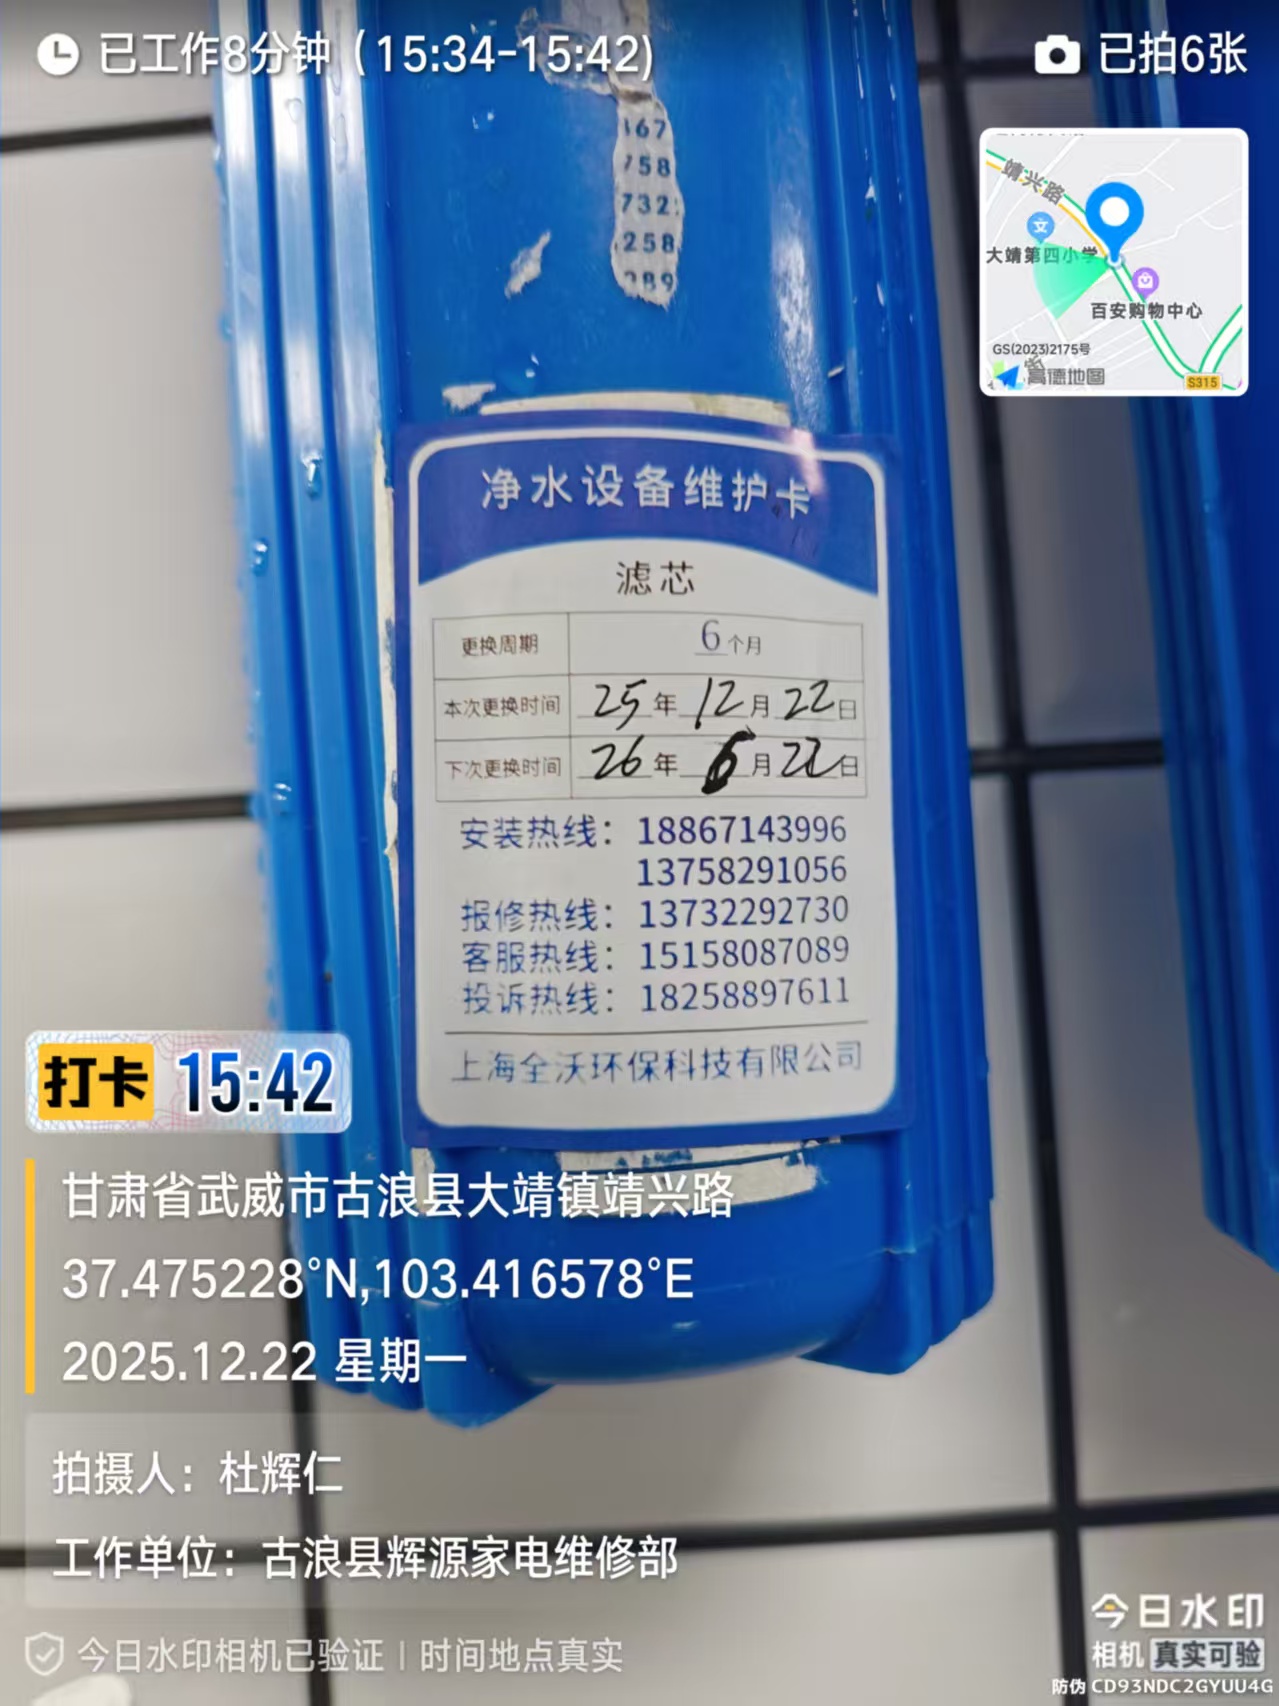 已工作8分钟（15:34-15:42)
已拍6张
167
758
732
258
289
靖兴路
文
大靖第四小学
百安购物中心
GS(2023)2175号
高德地图
S315
净水设备维护卡
滤芯
更换周期 6个月
本次更换时间 25年12月22日
下次更换时间 26年6月22日
安装热线：18867143996
13758291056
报修热线：13732292730
客服热线：15158087089
投诉热线：18258897611
上海全沃环保科技有限公司
打卡 15:42
甘肃省武威市古浪县大靖镇靖兴路
37.475228°N,103.416578°E
2025.12.22 星期一
拍摄人：杜辉仁
工作单位：古浪县辉源家电维修部
今日水印相机已验证 | 时间地点真实
今日水印
相机 真实可验
防伪 CD93NDC2GYUU4G